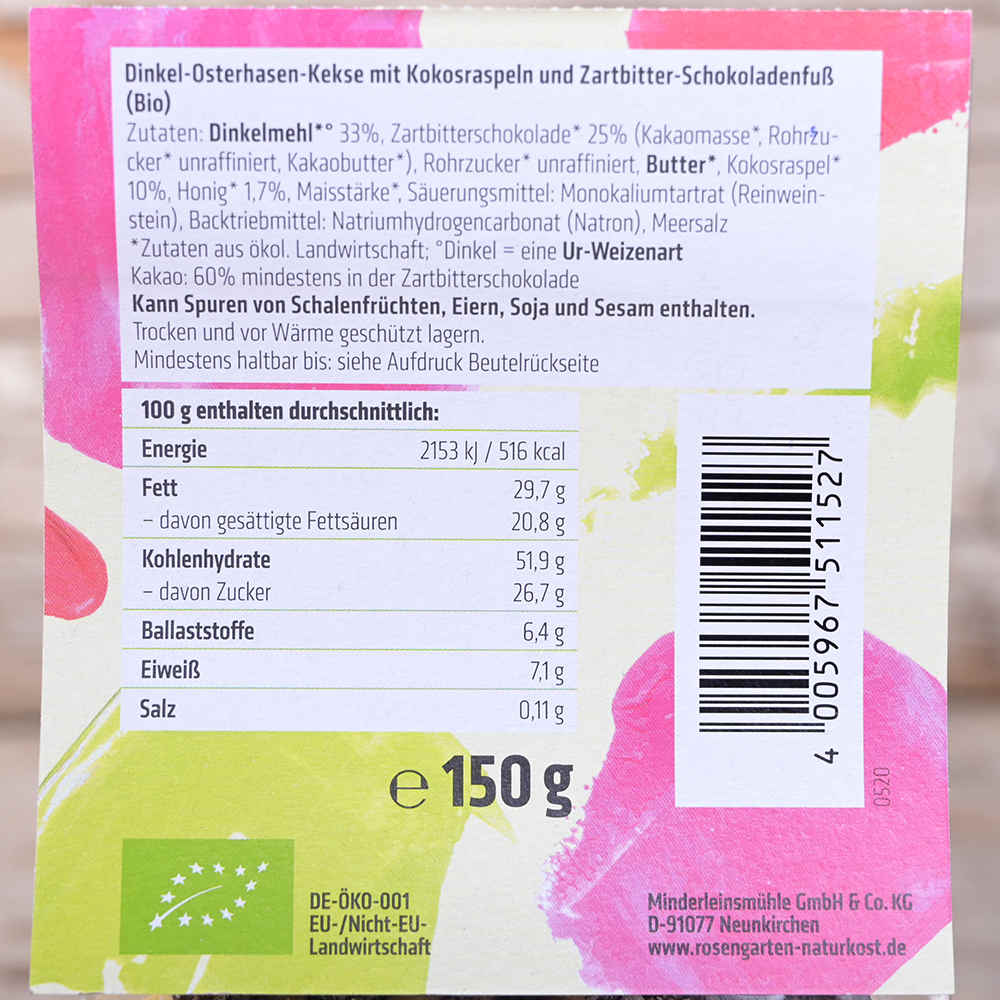 Dinkel-Osterhasen-Kekse mit Kokosraspeln und Zartbitter-Schokoladenfuß
(Bio)
Zutaten: Dinkelmehl*° 33%, Zartbitterschokolade* 25% (Kakaomasse*, Rohrzu-
cker* unraffiniert, Kakaobutter*), Rohrzucker* unraffiniert, Butter*, Kokosraspel*
10%, Honig* 1,7%, Maisstärke*, Säuerungsmittel: Monokaliumtartrat (Reinwein-
stein), Backtriebmittel: Natriumhydrogencarbonat (Natron), Meersalz
*Zutaten aus ökol. Landwirtschaft; °Dinkel = eine Ur-Weizenart
Kakao: 60% mindestens in der Zartbitterschokolade
Kann Spuren von Schalenfrüchten, Eiern, Soja und Sesam enthalten.
Trocken und vor Wärme geschützt lagern.
Mindestens haltbar bis: siehe Aufdruck Beutelrückseite
100 g enthalten durchschnittlich:
Energie 2153 kJ / 516 kcal
Fett 29,7 g
– davon gesättigte Fettsäuren 20,8 g
Kohlenhydrate 51,9 g
– davon Zucker 26,7 g
Ballaststoffe 6,4 g
Eiweiß 7,1 g
Salz 0,11 g
4 005967 511527
0520
℮ 150 g
DE-ÖKO-001
EU-/Nicht-EU-
Landwirtschaft
Minderleinsmühle GmbH & Co. KG
D-91077 Neunkirchen
www.rosengarten-naturkost.de